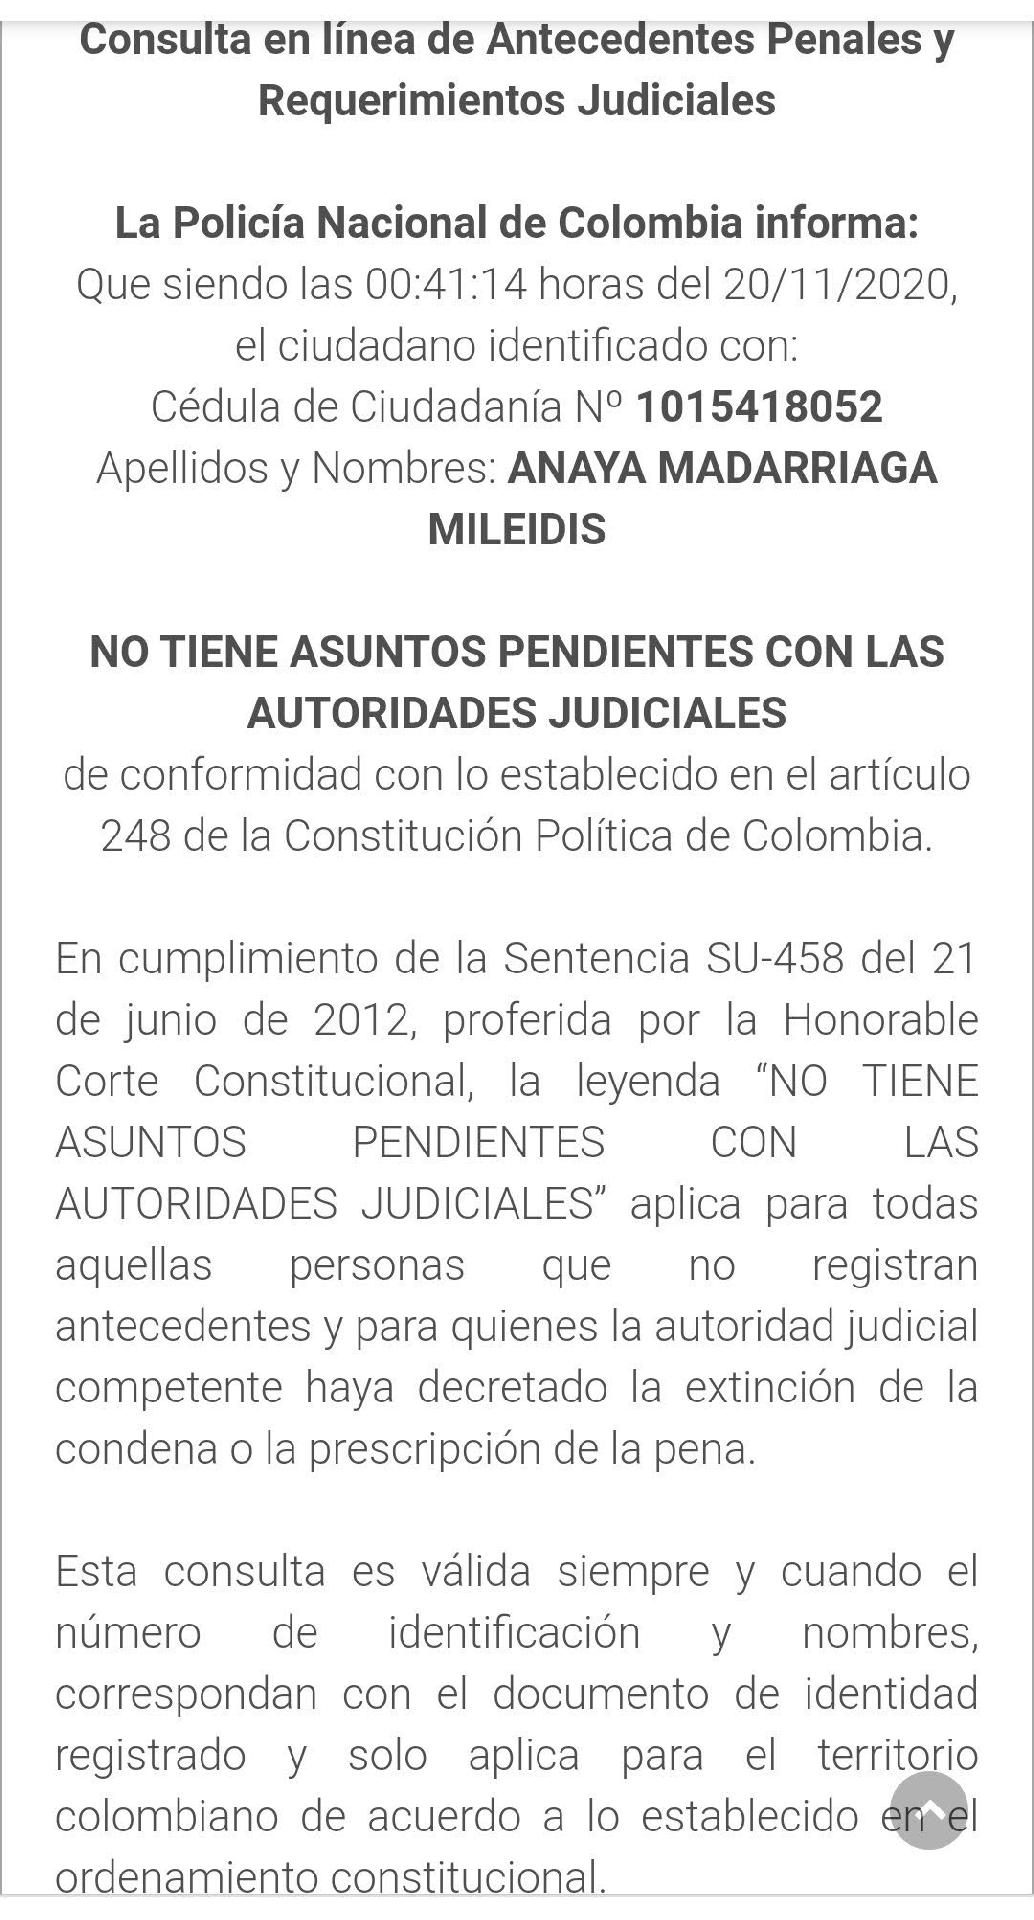 Consulta en línea de Antecedentes Penales y
Requerimientos Judiciales
La Policía Nacional de Colombia informa:
Que siendo las 00:41:14 horas del 20/11/2020,
el ciudadano identificado con:
Cédula de Ciudadanía Nº 1015418052
Apellidos y Nombres: ANAYA MADARRIAGA
MILEIDIS
NO TIENE ASUNTOS PENDIENTES CON LAS
AUTORIDADES JUDICIALES
de conformidad con lo establecido en el artículo
248 de la Constitución Política de Colombia.
En cumplimiento de la Sentencia SU-458 del 21
de junio de 2012, proferida por la Honorable
Corte Constitucional, la leyenda “NO TIENE
ASUNTOS PENDIENTES CON LAS
AUTORIDADES JUDICIALES” aplica para todas
aquellas personas que no registran
antecedentes y para quienes la autoridad judicial
competente haya decretado la extinción de la
condena o la prescripción de la pena.
Esta consulta es válida siempre y cuando el
número de identificación y nombres,
correspondan con el documento de identidad
registrado y solo aplica para el territorio
colombiano de acuerdo a lo establecido en el
ordenamiento constitucional.